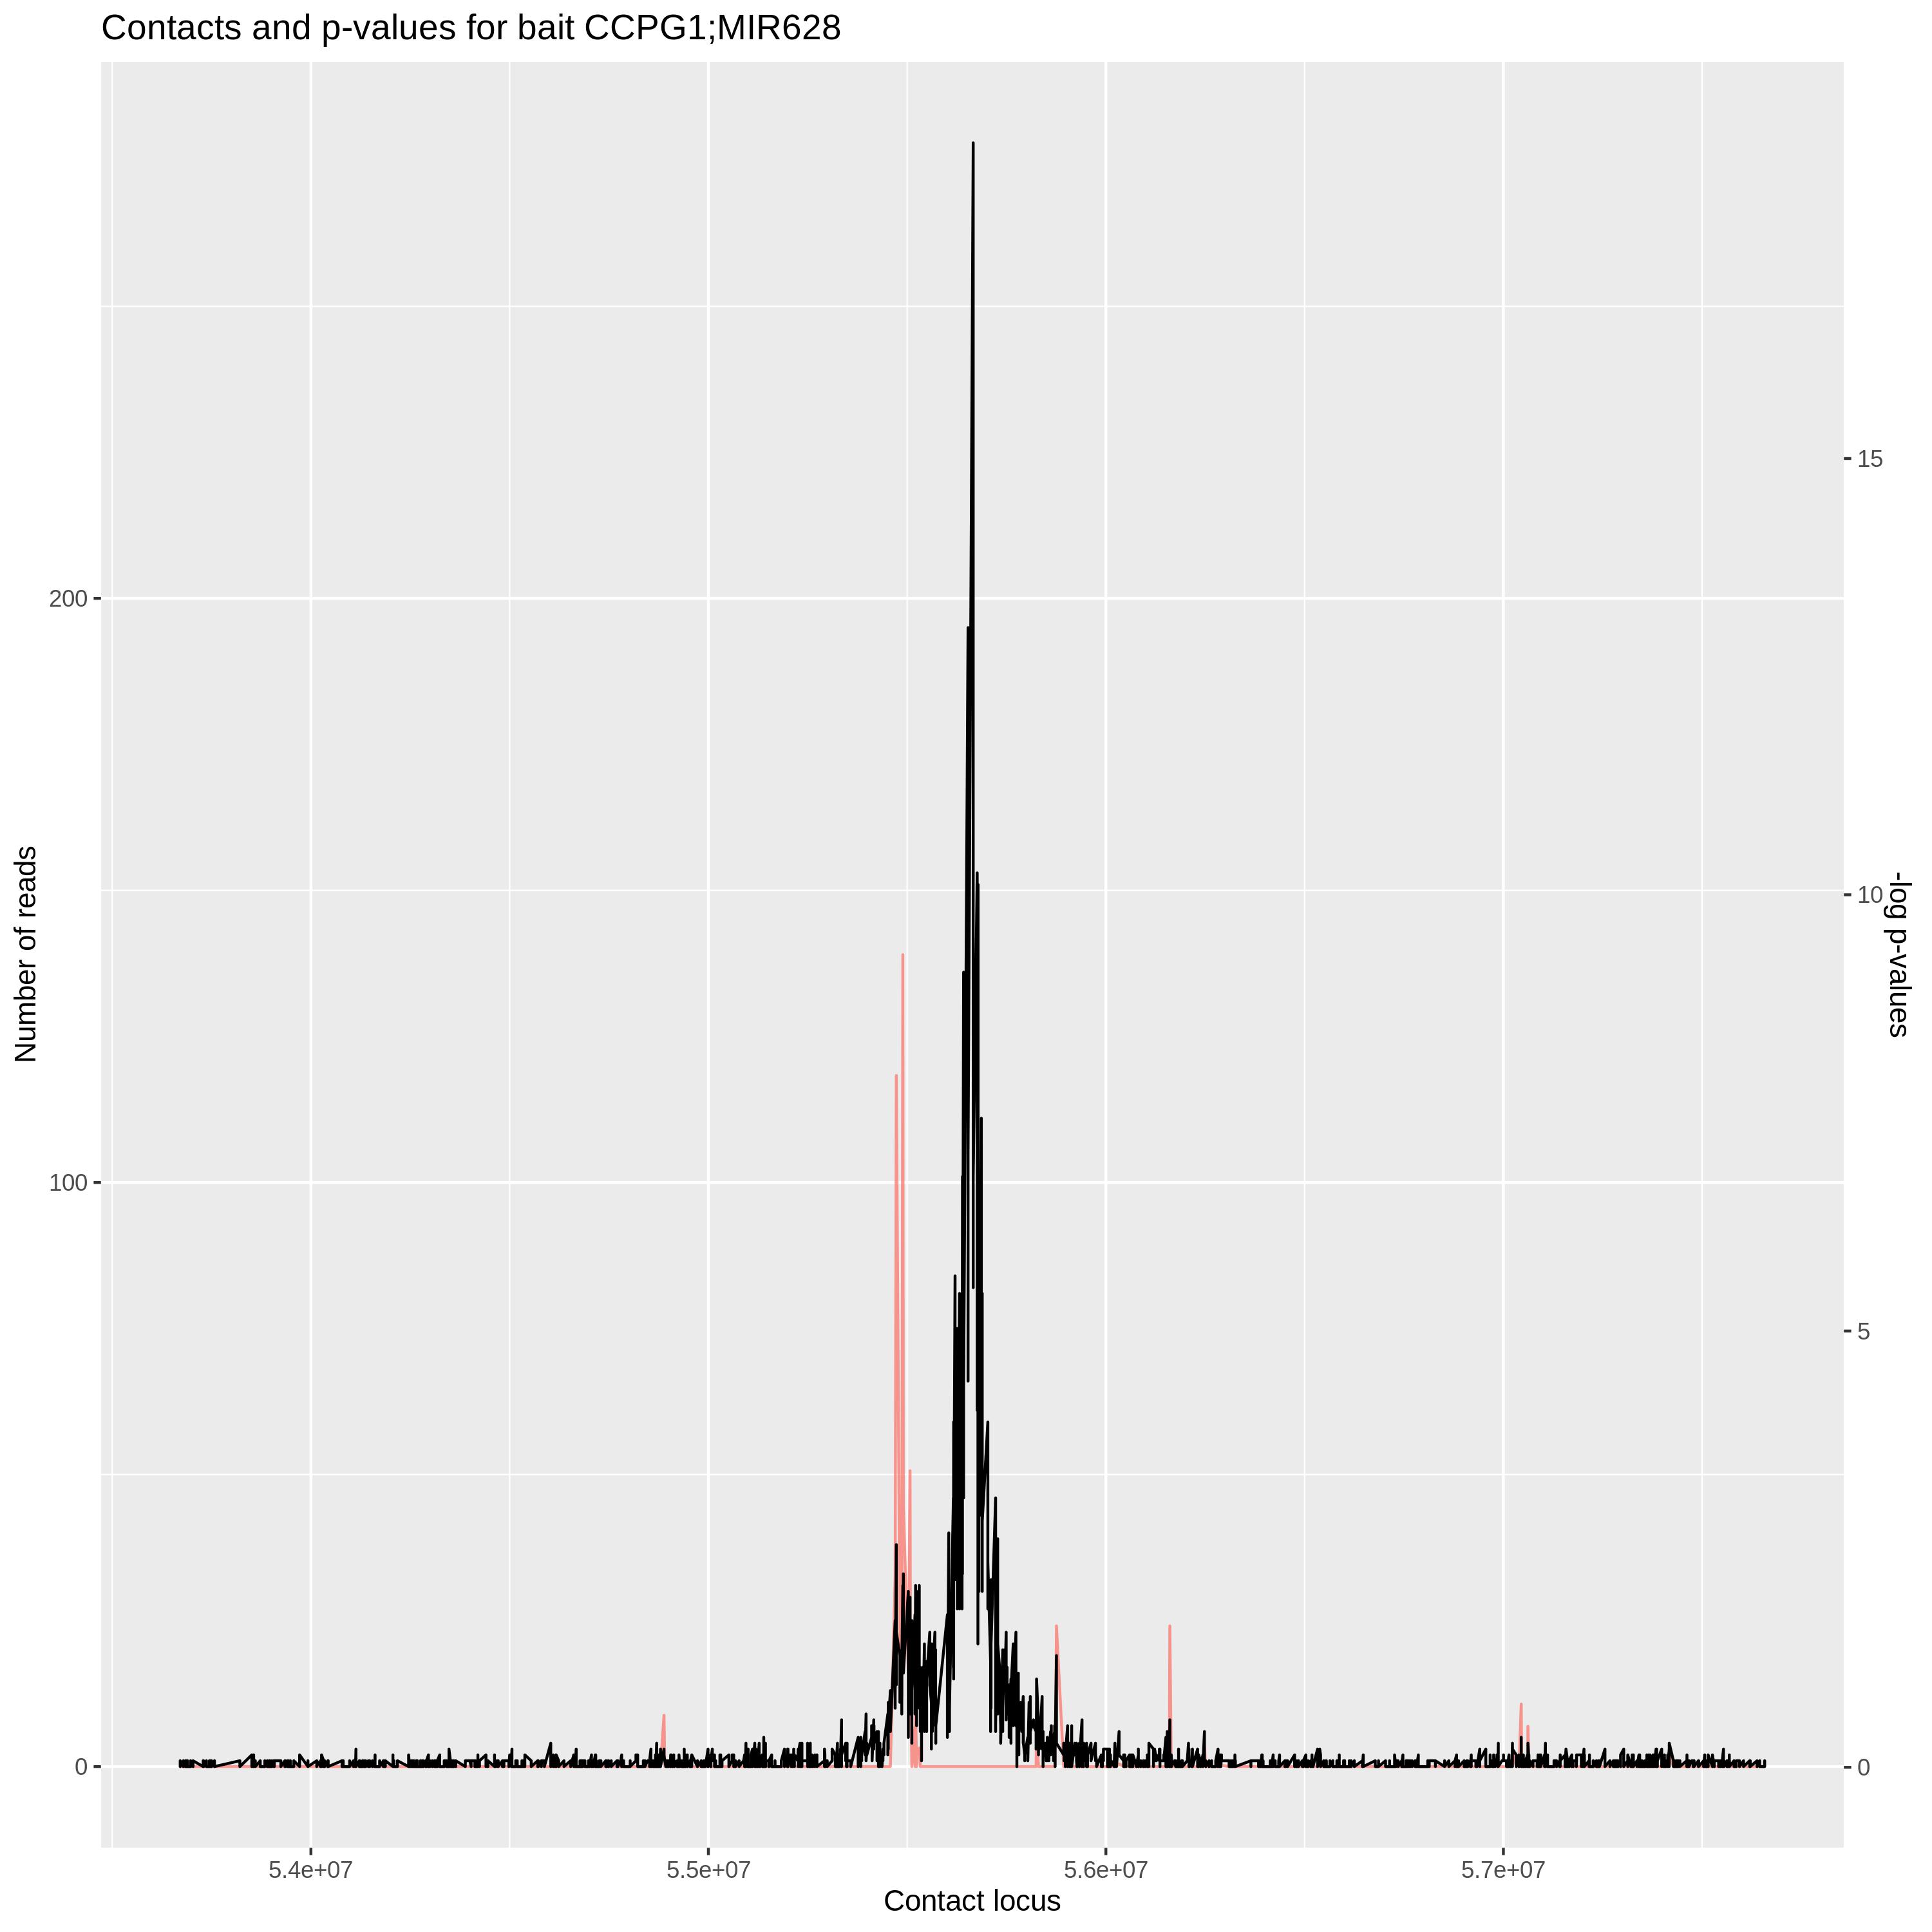 Contacts and p-values for bait CCPG1;MIR628
Number of reads
200
100
0
15
10
5
0
-log p-values
5.4e+07
5.5e+07
5.6e+07
5.7e+07
Contact locus